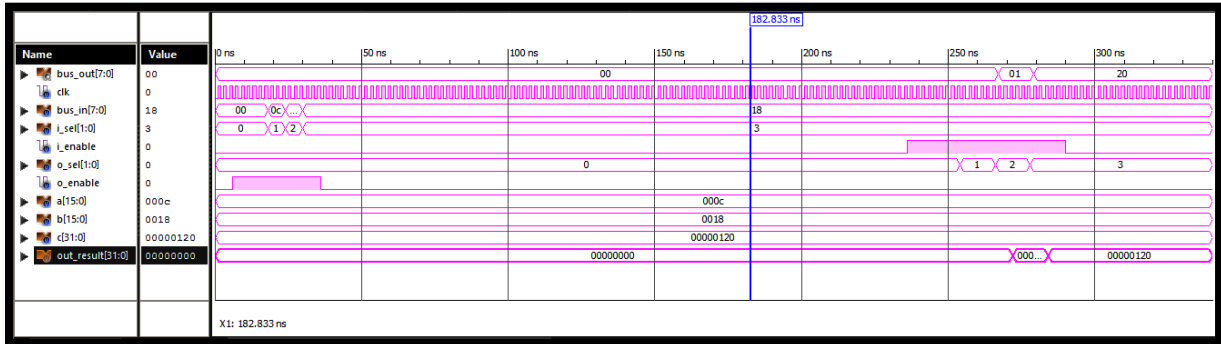 182.833 ns
Name Value 0 ns 50 ns 100 ns 150 ns 200 ns 250 ns 300 ns
bus_out[7:0] 00 00 01 20
clk 0
bus_in[7:0] 18 00 0c ... 18
i_sel[1:0] 3 0 1 2 3
i_enable 0
o_sel[1:0] 0 0 1 2 3
o_enable 0
a[15:0] 000c 000c
b[15:0] 0018 0018
c[31:0] 00000120 00000120
out_result[31:0] 00000000 00000000 000... 00000120
X1: 182.833 ns